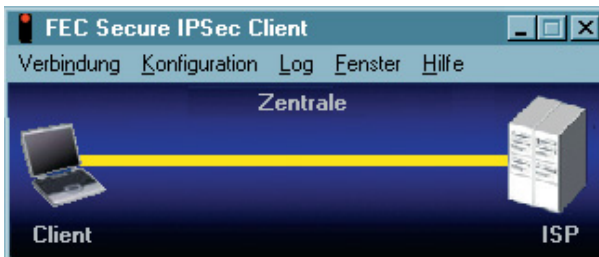 FEC Secure IPSec Client
Verbindung Konfiguration Log Fenster Hilfe
Zentrale
Client ISP